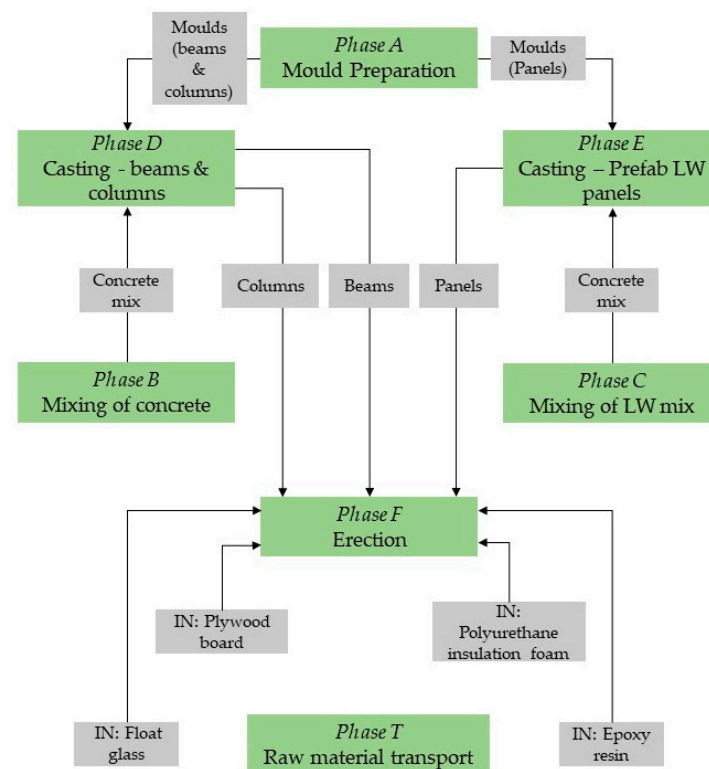 Moulds
(beams
&
columns)
Phase A
Mould Preparation
Moulds
(Panels)
Phase D
Casting - beams &
columns
Phase E
Casting – Prefab LW
panels
Concrete
mix
Columns
Beams
Panels
Concrete
mix
Phase B
Mixing of concrete
Phase C
Mixing of LW mix
Phase F
Erection
IN: Plywood
board
IN:
Polyurethane
insulation foam
IN: Float
glass
Phase T
Raw material transport
IN: Epoxy
resin